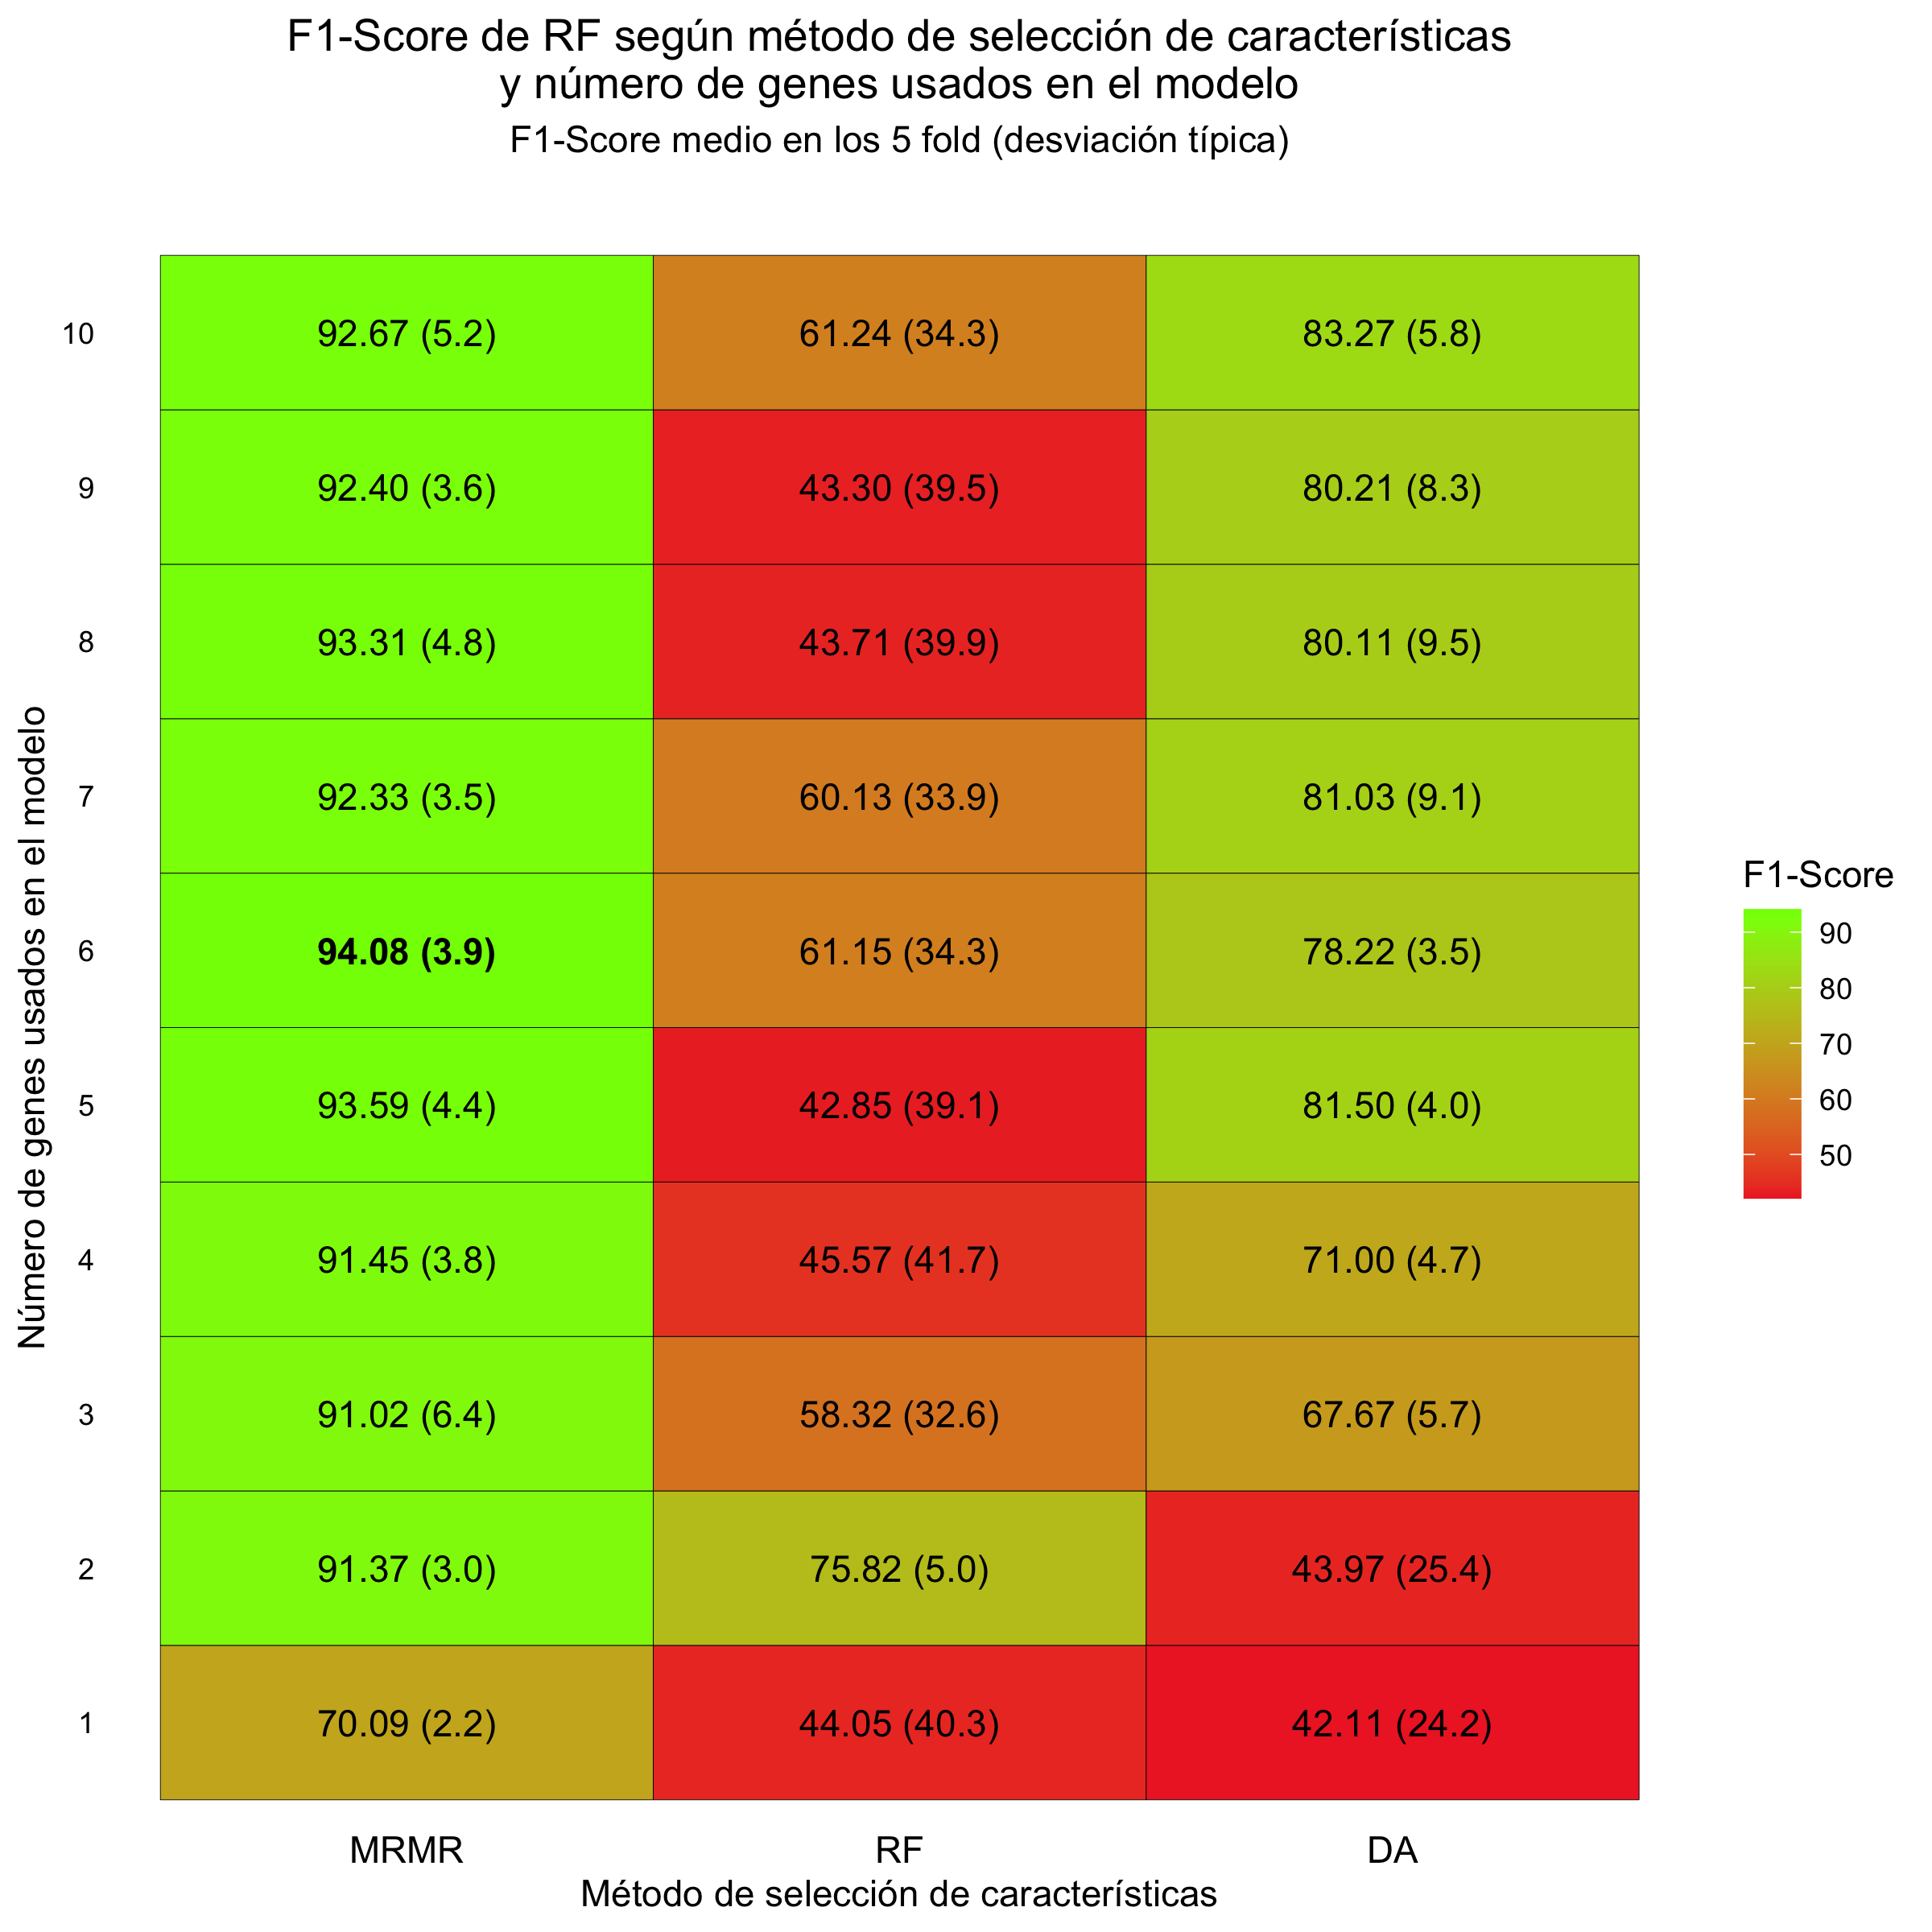 F1-Score de RF según método de selección de características
y número de genes usados en el modelo
F1-Score medio en los 5 fold (desviación típica)
Número de genes usados en el modelo
10 92.67 (5.2) 61.24 (34.3) 83.27 (5.8)
9 92.40 (3.6) 43.30 (39.5) 80.21 (8.3)
8 93.31 (4.8) 43.71 (39.9) 80.11 (9.5)
7 92.33 (3.5) 60.13 (33.9) 81.03 (9.1)
6 94.08 (3.9) 61.15 (34.3) 78.22 (3.5)
5 93.59 (4.4) 42.85 (39.1) 81.50 (4.0)
4 91.45 (3.8) 45.57 (41.7) 71.00 (4.7)
3 91.02 (6.4) 58.32 (32.6) 67.67 (5.7)
2 91.37 (3.0) 75.82 (5.0) 43.97 (25.4)
1 70.09 (2.2) 44.05 (40.3) 42.11 (24.2)
MRMR RF DA
Método de selección de características
F1-Score
90
80
70
60
50